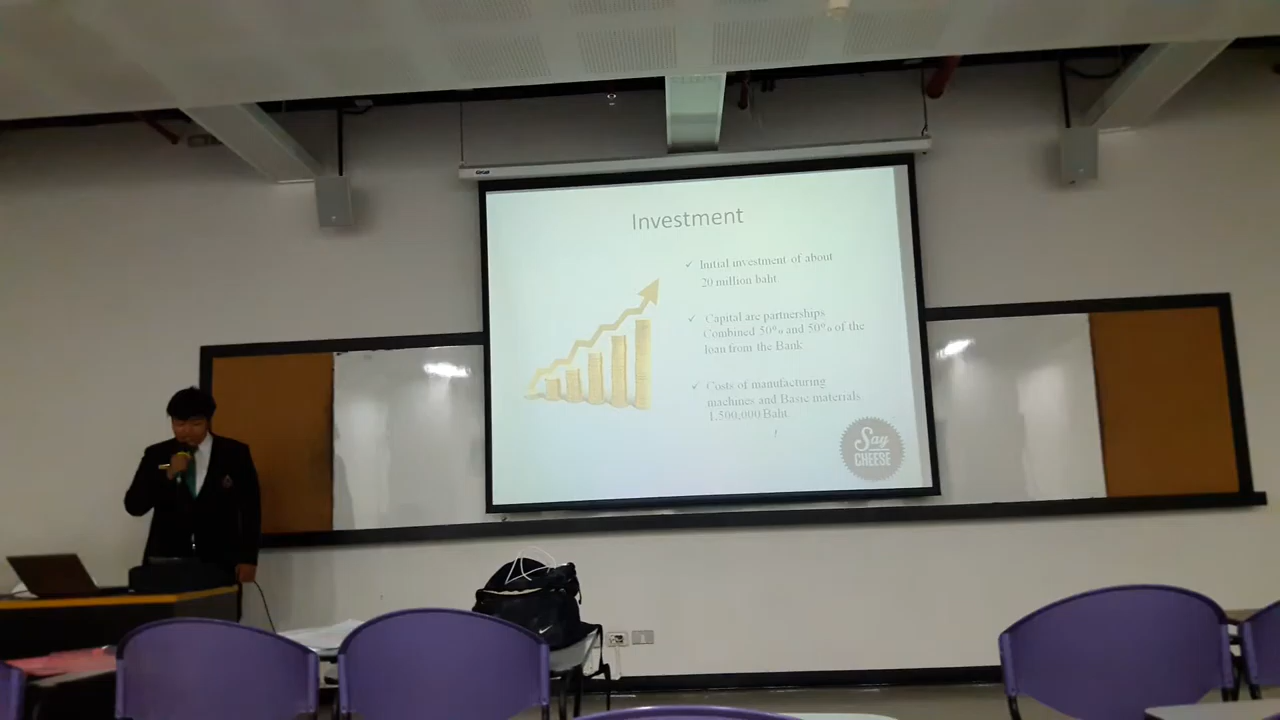 Investment
✓ Initial investment of about
20 million baht
✓ Capital are partnerships
Combined 50% and 50% of the
loan from the Bank
✓ Costs of manufacturing
machines and Basic materials
1,500,000 Baht
Say
CHEESE